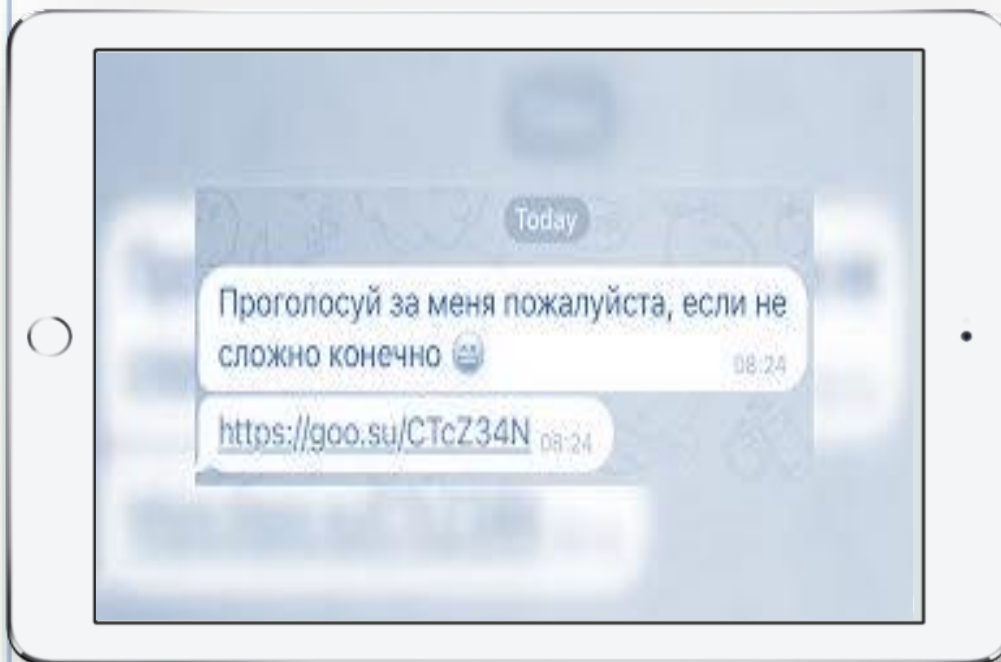 Today
Проголосуй за меня пожалуйста, если не
сложно конечно 😄
08:24
https://goo.su/CTcZ34N 08:24